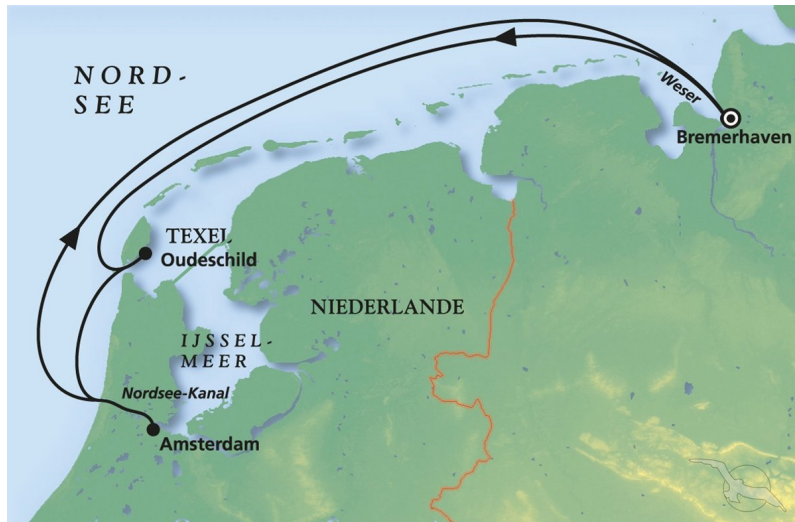 NORD-
SEE
Weser
Bremerhaven
TEXEL
Oudeschild
NIEDERLANDE
IJSSEL-
MEER
Nordsee-Kanal
Amsterdam